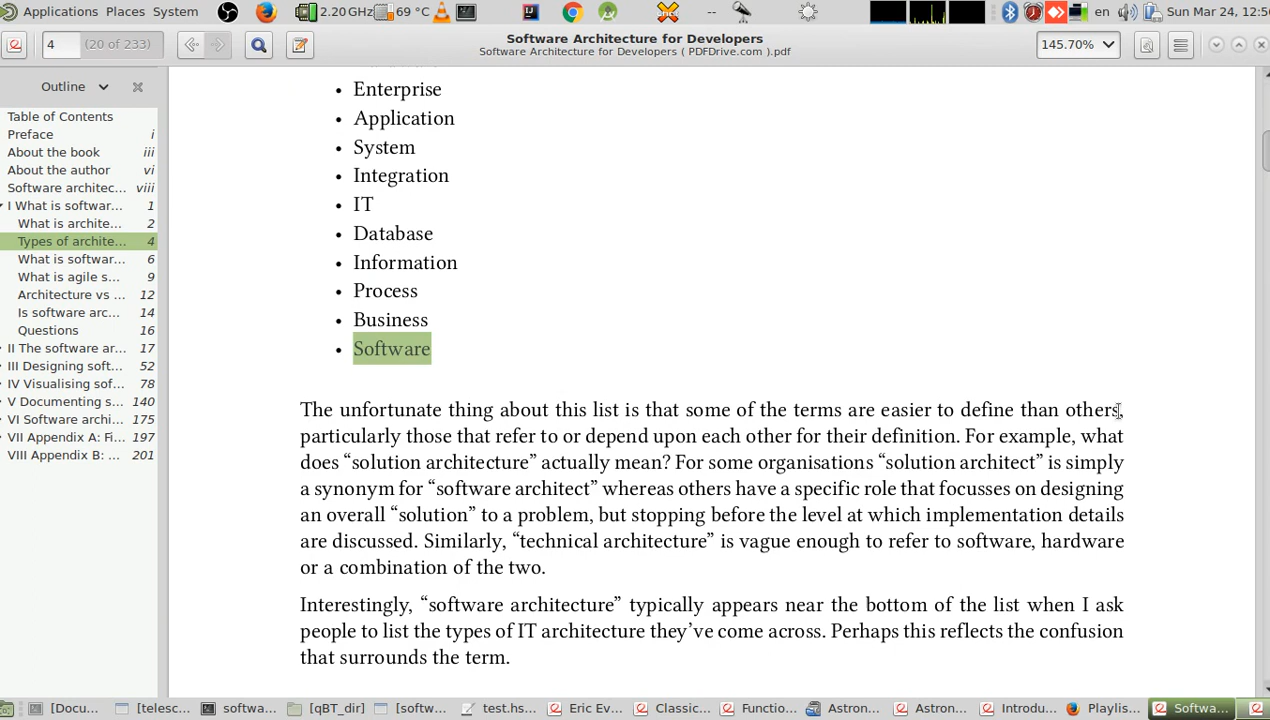 Applications Places System 2.20 GHz 69 °C -- en Sun Mar 24, 12:5
4 (20 of 233) Software Architecture for Developers 145.70%
Software Architecture for Developers ( PDFDrive.com ).pdf
Outline
Table of Contents
Preface i
About the book iii
About the author vi
Software architec... viii
I What is softwar... 1
What is archite... 2
Types of archite... 4
What is softwar... 6
What is agile s... 9
Architecture vs ... 12
Is software arc... 14
Questions 16
II The software ar... 17
III Designing soft... 52
IV Visualising sof... 78
V Documenting s... 140
VI Software archi... 175
VII Appendix A: Fi... 197
VIII Appendix B: ... 201
• Enterprise
• Application
• System
• Integration
• IT
• Database
• Information
• Process
• Business
• Software
The unfortunate thing about this list is that some of the terms are easier to define than others,
particularly those that refer to or depend upon each other for their definition. For example, what
does “solution architecture” actually mean? For some organisations “solution architect” is simply
a synonym for “software architect” whereas others have a specific role that focusses on designing
an overall “solution” to a problem, but stopping before the level at which implementation details
are discussed. Similarly, “technical architecture” is vague enough to refer to software, hardware
or a combination of the two.
Interestingly, “software architecture” typically appears near the bottom of the list when I ask
people to list the types of IT architecture they’ve come across. Perhaps this reflects the confusion
that surrounds the term.
[Docu... [telesc... softwa... [qBT_dir] [softw... test.hs... Eric Ev... Classic... Functio... Astron... Astron... Introdu... Playlis... Softwa...